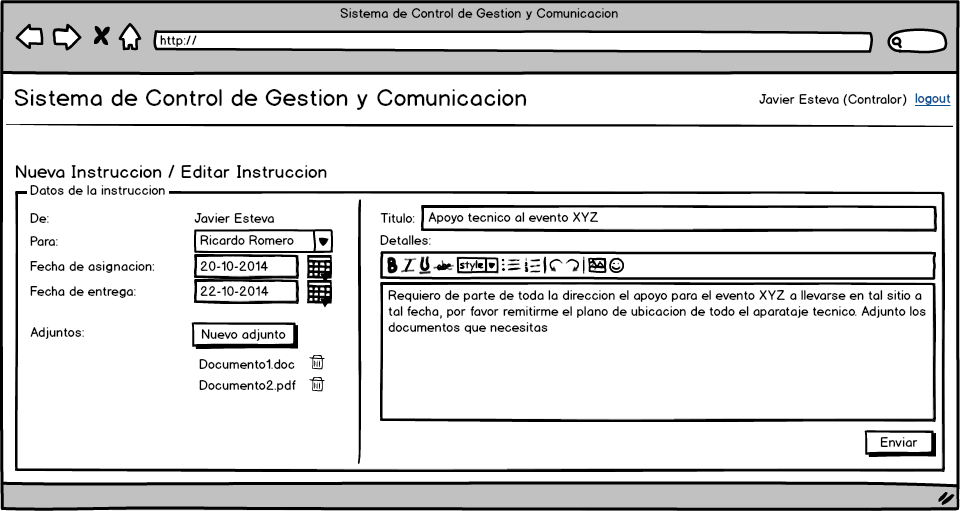 Sistema de Control de Gestion y Comunicacion
http://
Sistema de Control de Gestion y Comunicacion
Javier Esteva (Contralor) logout
Nueva Instruccion / Editar Instruccion
Datos de la instruccion
De: Javier Esteva
Para: Ricardo Romero
Fecha de asignacion: 20-10-2014
Fecha de entrega: 22-10-2014
Adjuntos: Nuevo adjunto
Documento1.doc
Documento2.pdf
Titulo: Apoyo tecnico al evento XYZ
Detalles:
B I U abc style
Requiero de parte de toda la direccion el apoyo para el evento XYZ a llevarse en tal sitio a
tal fecha, por favor remitirme el plano de ubicacion de todo el aparataje tecnico. Adjunto los
documentos que necesitas
Enviar